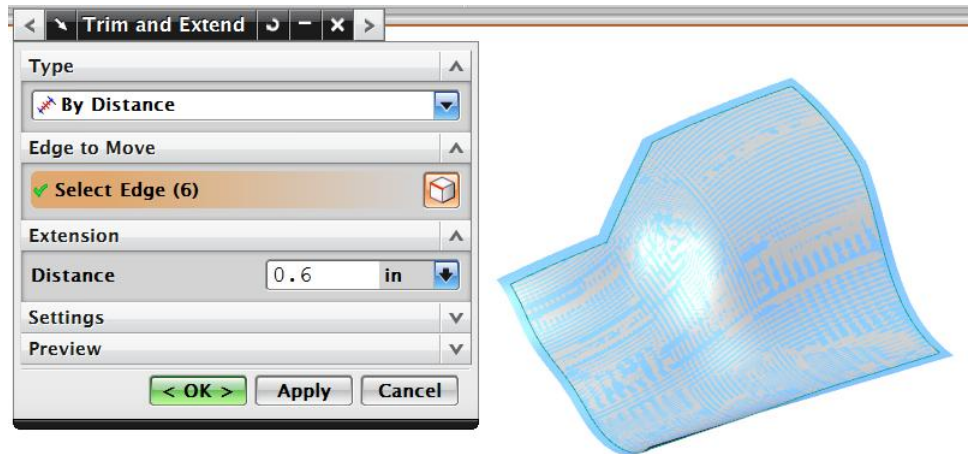 Trim and Extend
Type
By Distance
Edge to Move
Select Edge (6)
Extension
Distance 0.6 in
Settings
Preview
< OK > Apply Cancel